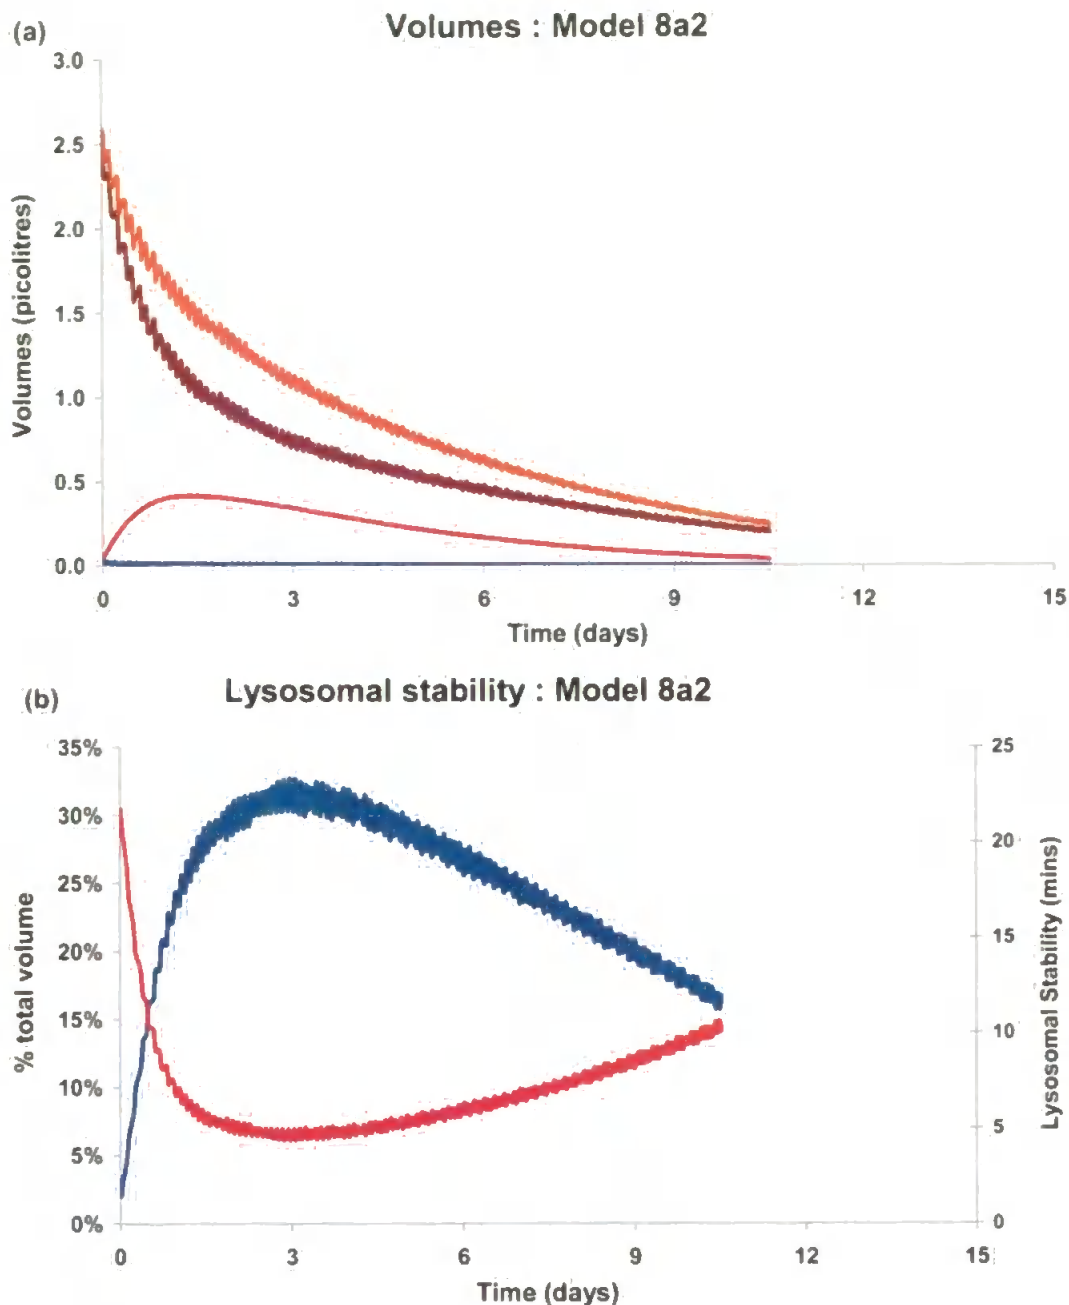 (a)
Volumes : Model 8a2
3.0
2.5
2.0
1.5
1.0
0.5
0.0
Volumes (picolitres)
0 3 6 9 12 15
Time (days)
(b)
Lysosomal stability : Model 8a2
35%
30%
25%
20%
15%
10%
5%
0%
% total volume
25
20
15
10
5
0
Lysosomal Stability (mins)
0 3 6 9 12 15
Time (days)